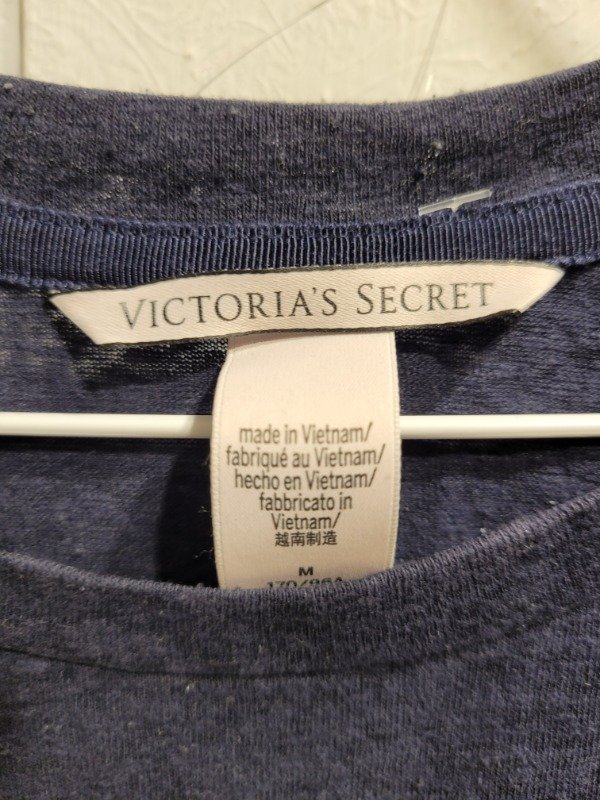 VICTORIA'S SECRET
made in Vietnam/
fabriqué au Vietnam/
hecho en Vietnam/
fabbricato in
Vietnam/
越南制造
M